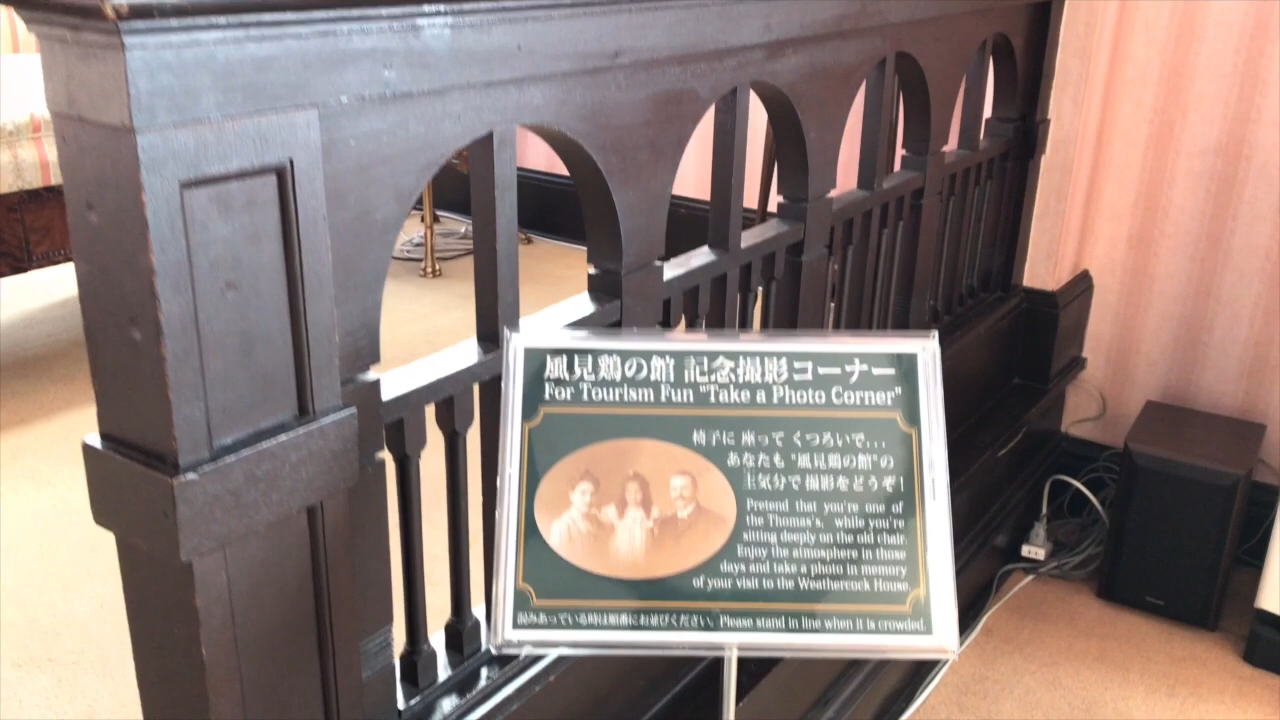 風見鶏の館 記念撮影コーナー
For Tourism Fun "Take a Photo Corner"
椅子に 座って くつろいで...
あなたも "風見鶏の館"の
主気分で 撮影をどうぞ!
Pretend that you're one of
the Thomas's, while you're
sitting deeply on the old chair.
Enjoy the atmosphere in those
days and take a photo in memory
of your visit to the Weathercock House.
混みあっている時は順番にお並びください。Please stand in line when it is crowded.